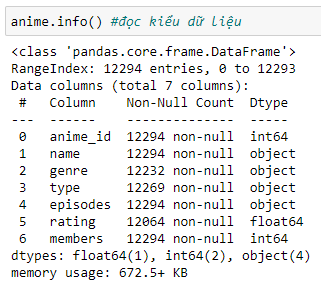 anime.info() #đọc kiểu dữ liệu
<class 'pandas.core.frame.DataFrame'>
RangeIndex: 12294 entries, 0 to 12293
Data columns (total 7 columns):
 #   Column    Non-Null Count  Dtype
---  ------    --------------  -----
 0   anime_id  12294 non-null  int64
 1   name      12294 non-null  object
 2   genre     12232 non-null  object
 3   type      12269 non-null  object
 4   episodes  12294 non-null  object
 5   rating    12064 non-null  float64
 6   members   12294 non-null  int64
dtypes: float64(1), int64(2), object(4)
memory usage: 672.5+ KB